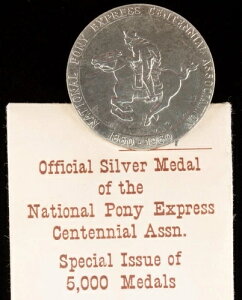 NATIONAL PONY EXPRESS CENTENNIAL ASSOCIATION
1860-1960
Official Silver Medal
of the
National Pony Express
Centennial Assn.
Special Issue of
5,000 Medals